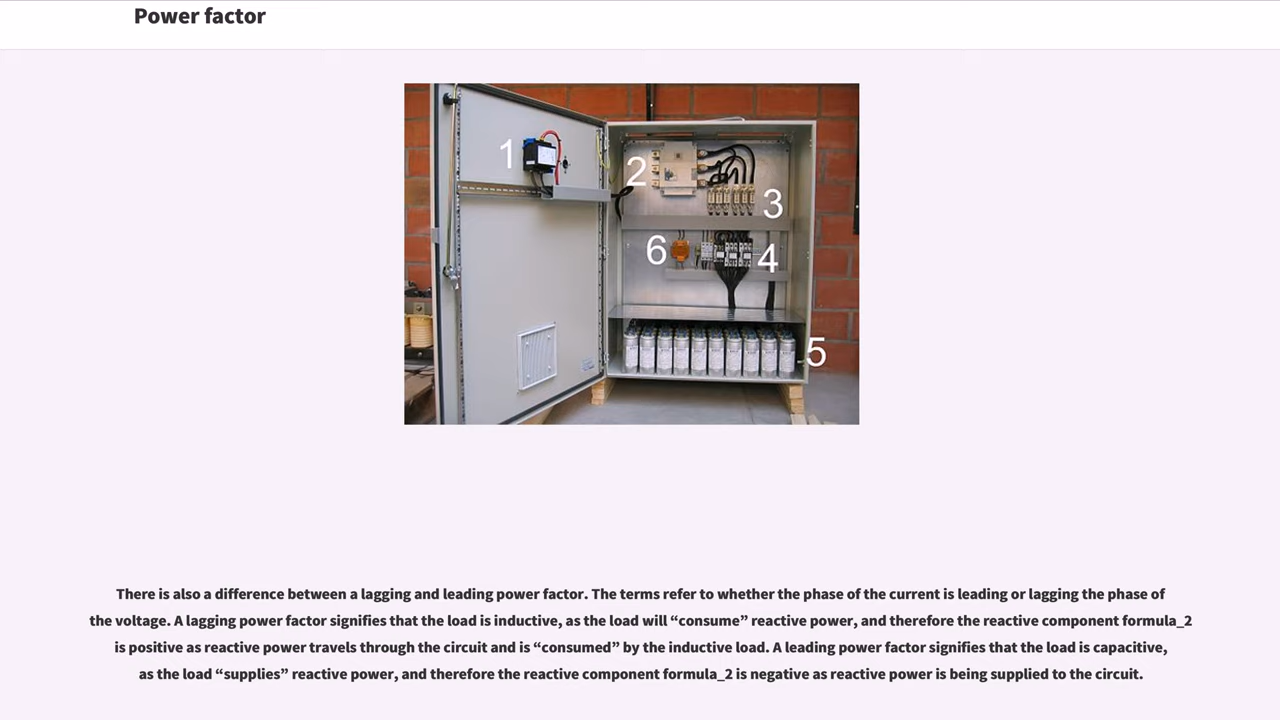 Power factor
1
2
3
6
4
5
There is also a difference between a lagging and leading power factor. The terms refer to whether the phase of the current is leading or lagging the phase of
the voltage. A lagging power factor signifies that the load is inductive, as the load will “consume” reactive power, and therefore the reactive component formula_2
is positive as reactive power travels through the circuit and is “consumed” by the inductive load. A leading power factor signifies that the load is capacitive,
as the load “supplies” reactive power, and therefore the reactive component formula_2 is negative as reactive power is being supplied to the circuit.